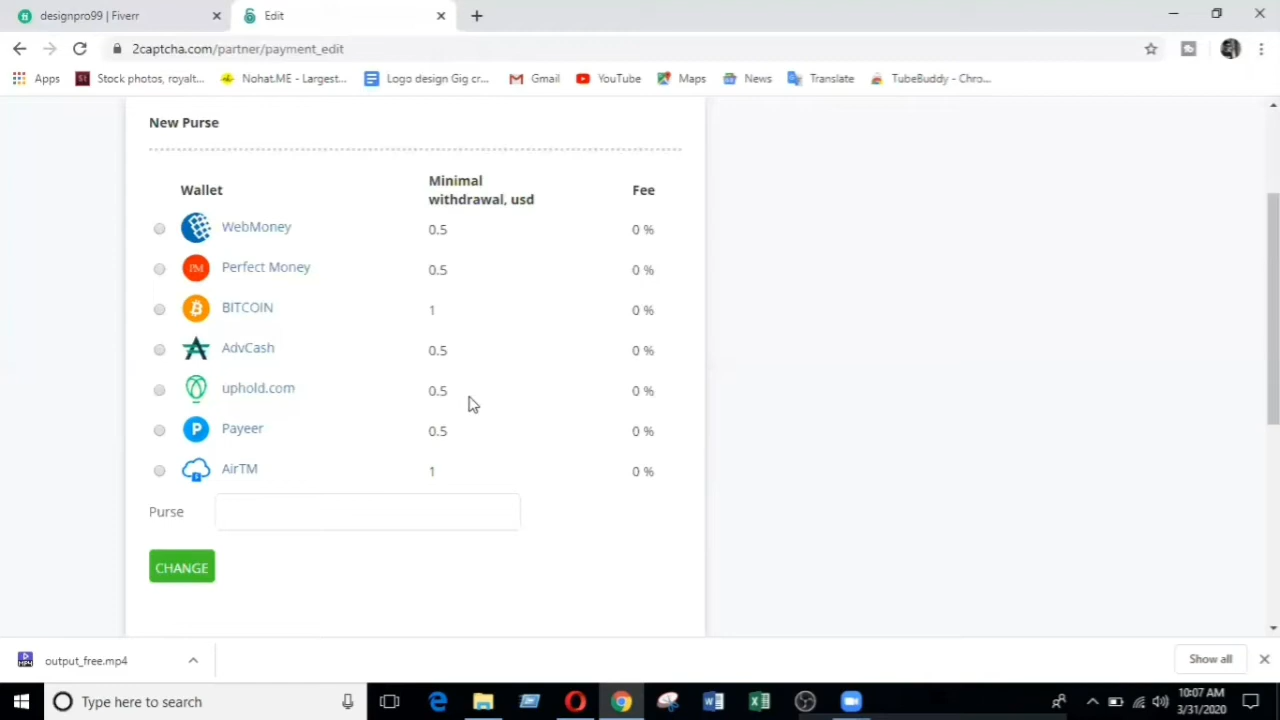 designpro99 | Fiverr
Edit
2captcha.com/partner/payment_edit
Apps
Stock photos, royalt...
Nohat.ME - Largest...
Logo design Gig cr...
Gmail
YouTube
Maps
News
Translate
TubeBuddy - Chro...
New Purse
Wallet Minimal withdrawal, usd Fee
WebMoney 0.5 0 %
Perfect Money 0.5 0 %
BITCOIN 1 0 %
AdvCash 0.5 0 %
uphold.com 0.5 0 %
Payeer 0.5 0 %
AirTM 1 0 %
Purse
CHANGE
output_free.mp4
Show all
Type here to search
10:07 AM
3/31/2020